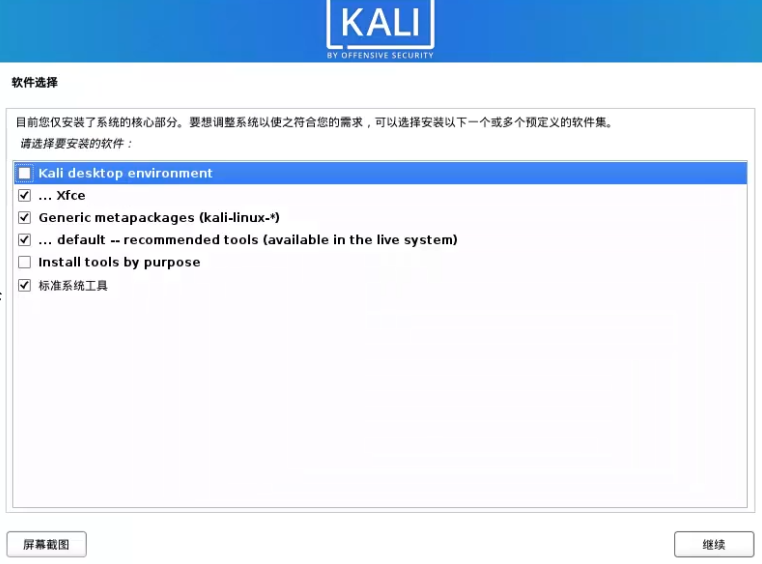 KALI
BY OFFENSIVE SECURITY
软件选择
目前您仅安装了系统的核心部分。要想调整系统以使之符合您的需求，可以选择安装以下一个或多个预定义的软件集。
请选择要安装的软件：
Kali desktop environment
... Xfce
Generic metapackages (kali-linux-*)
... default -- recommended tools (available in the live system)
Install tools by purpose
标准系统工具
屏幕截图
继续